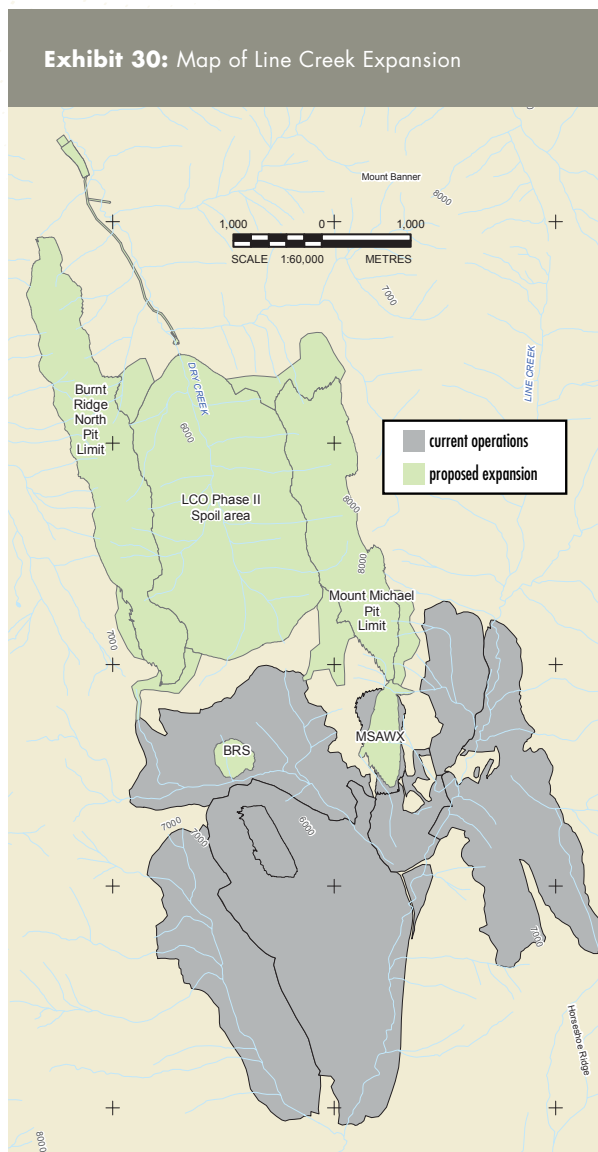 Exhibit 30: Map of Line Creek Expansion
Mount Banner
8000
1,000 0 1,000
SCALE 1:60,000 METRES
7000
LINE CREEK
Burnt
Ridge
North
Pit
Limit
DRY CREEK
6000
current operations
proposed expansion
LCO Phase II
Spoil area
8000
8000
Mount Michael
Pit
Limit
7000
MSAWX
BRS
7000
7000
6000
7000
Horseshoe Ridge
8000